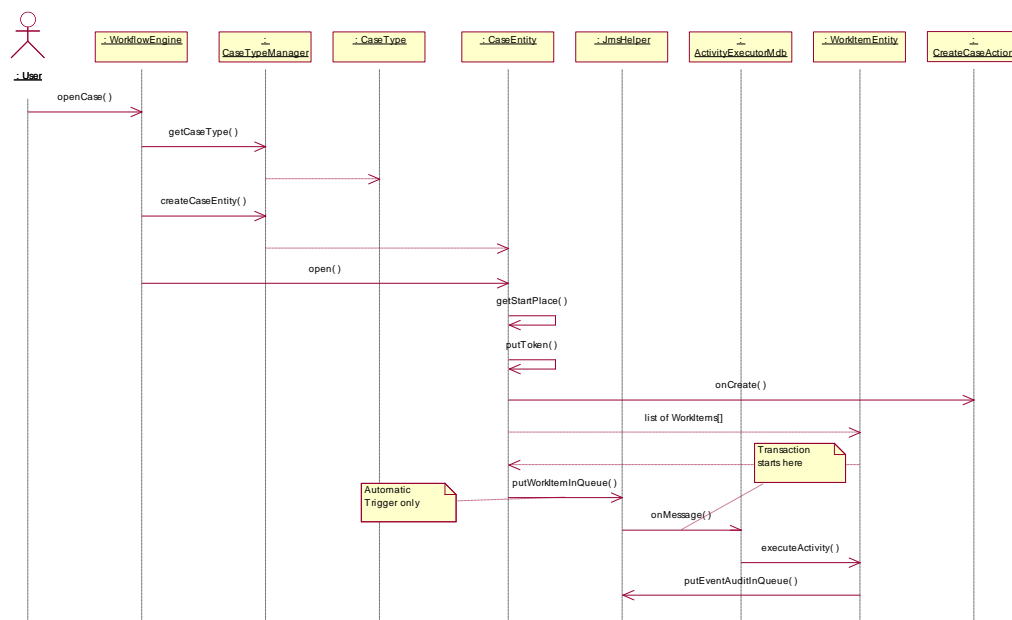 : WorkflowEngine
:
CaseTypeManager
: CaseType
: CaseEntity
: JmsHelper
:
ActivityExecutorMdb
: WorkItemEntity
:
CreateCaseAction
: User
openCase( )
getCaseType( )
createCaseEntity( )
open( )
getStartPlace( )
putToken( )
onCreate( )
list of WorkItems[]
Transaction
starts here
putWorkItemInQueue( )
Automatic
Trigger only
onMessage( )
executeActivity( )
putEventAuditInQueue( )